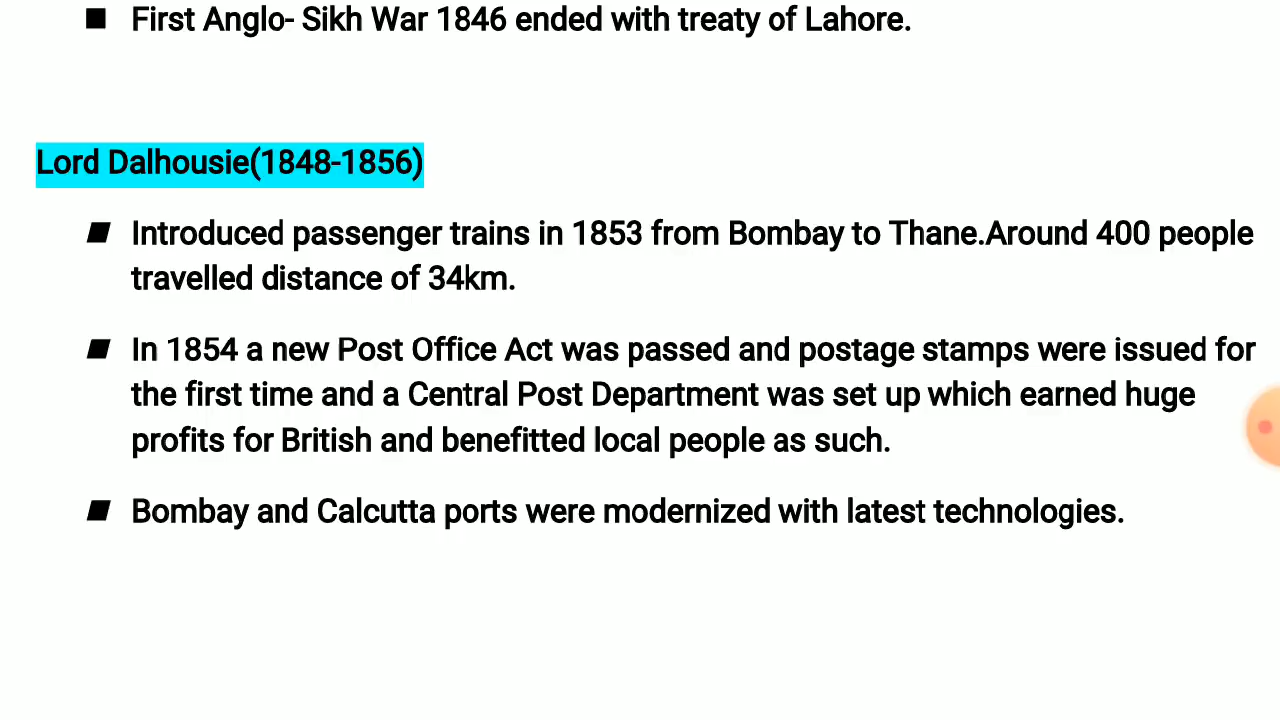 First Anglo- Sikh War 1846 ended with treaty of Lahore.
Lord Dalhousie(1848-1856)
Introduced passenger trains in 1853 from Bombay to Thane.Around 400 people
travelled distance of 34km.
In 1854 a new Post Office Act was passed and postage stamps were issued for
the first time and a Central Post Department was set up which earned huge
profits for British and benefitted local people as such.
Bombay and Calcutta ports were modernized with latest technologies.